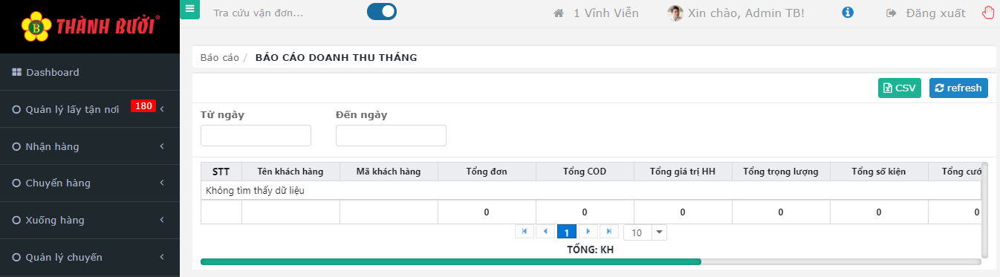 THÀNH BƯỞI®
Tra cứu vận đơn...
1 Vĩnh Viễn
Xin chào, Admin TB!
Đăng xuất
Dashboard
Quản lý lấy tận nơi 180
Nhận hàng
Chuyển hàng
Xuống hàng
Quản lý chuyến
Báo cáo / BÁO CÁO DOANH THU THÁNG
CSV refresh
Từ ngày Đến ngày
STT Tên khách hàng Mã khách hàng Tổng đơn Tổng COD Tổng giá trị HH Tổng trọng lượng Tổng số kiện Tổng cướ
Không tìm thấy dữ liệu
0 0 0 0 0 0
1 10
TỔNG: KH